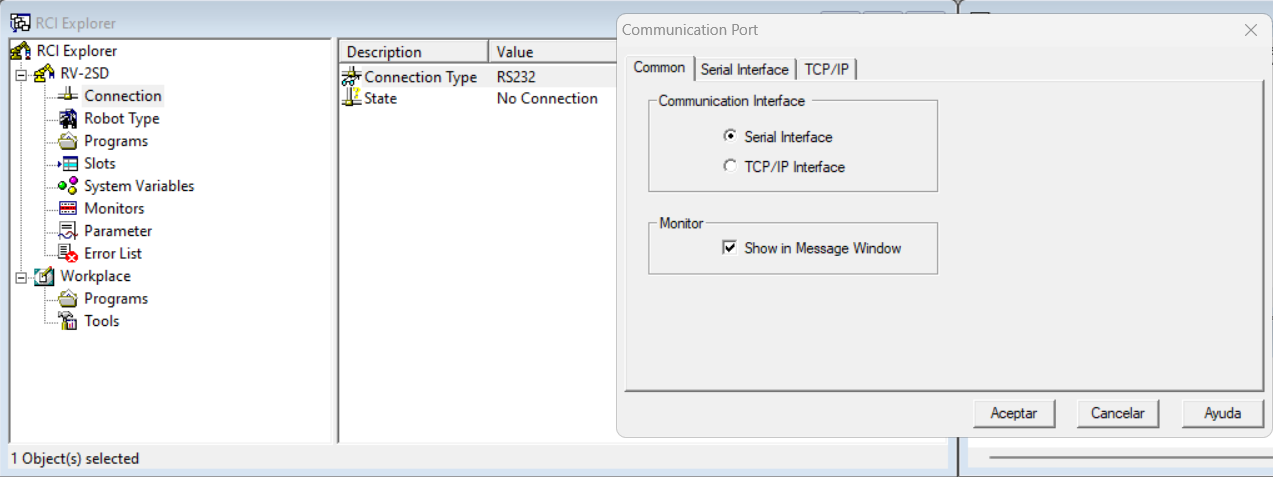 RCI Explorer
RCI Explorer
RV-2SD
Connection
Robot Type
Programs
Slots
System Variables
Monitors
Parameter
Error List
Workplace
Programs
Tools
Description Value
Connection Type RS232
State No Connection
1 Object(s) selected
Communication Port
Common Serial Interface TCP/IP
Communication Interface
Serial Interface
TCP/IP Interface
Monitor
Show in Message Window
Aceptar Cancelar Ayuda